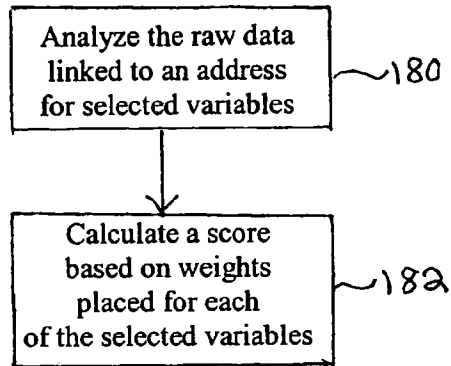 Analyze the raw data
linked to an address
for selected variables
180
Calculate a score
based on weights
placed for each
of the selected variables
182